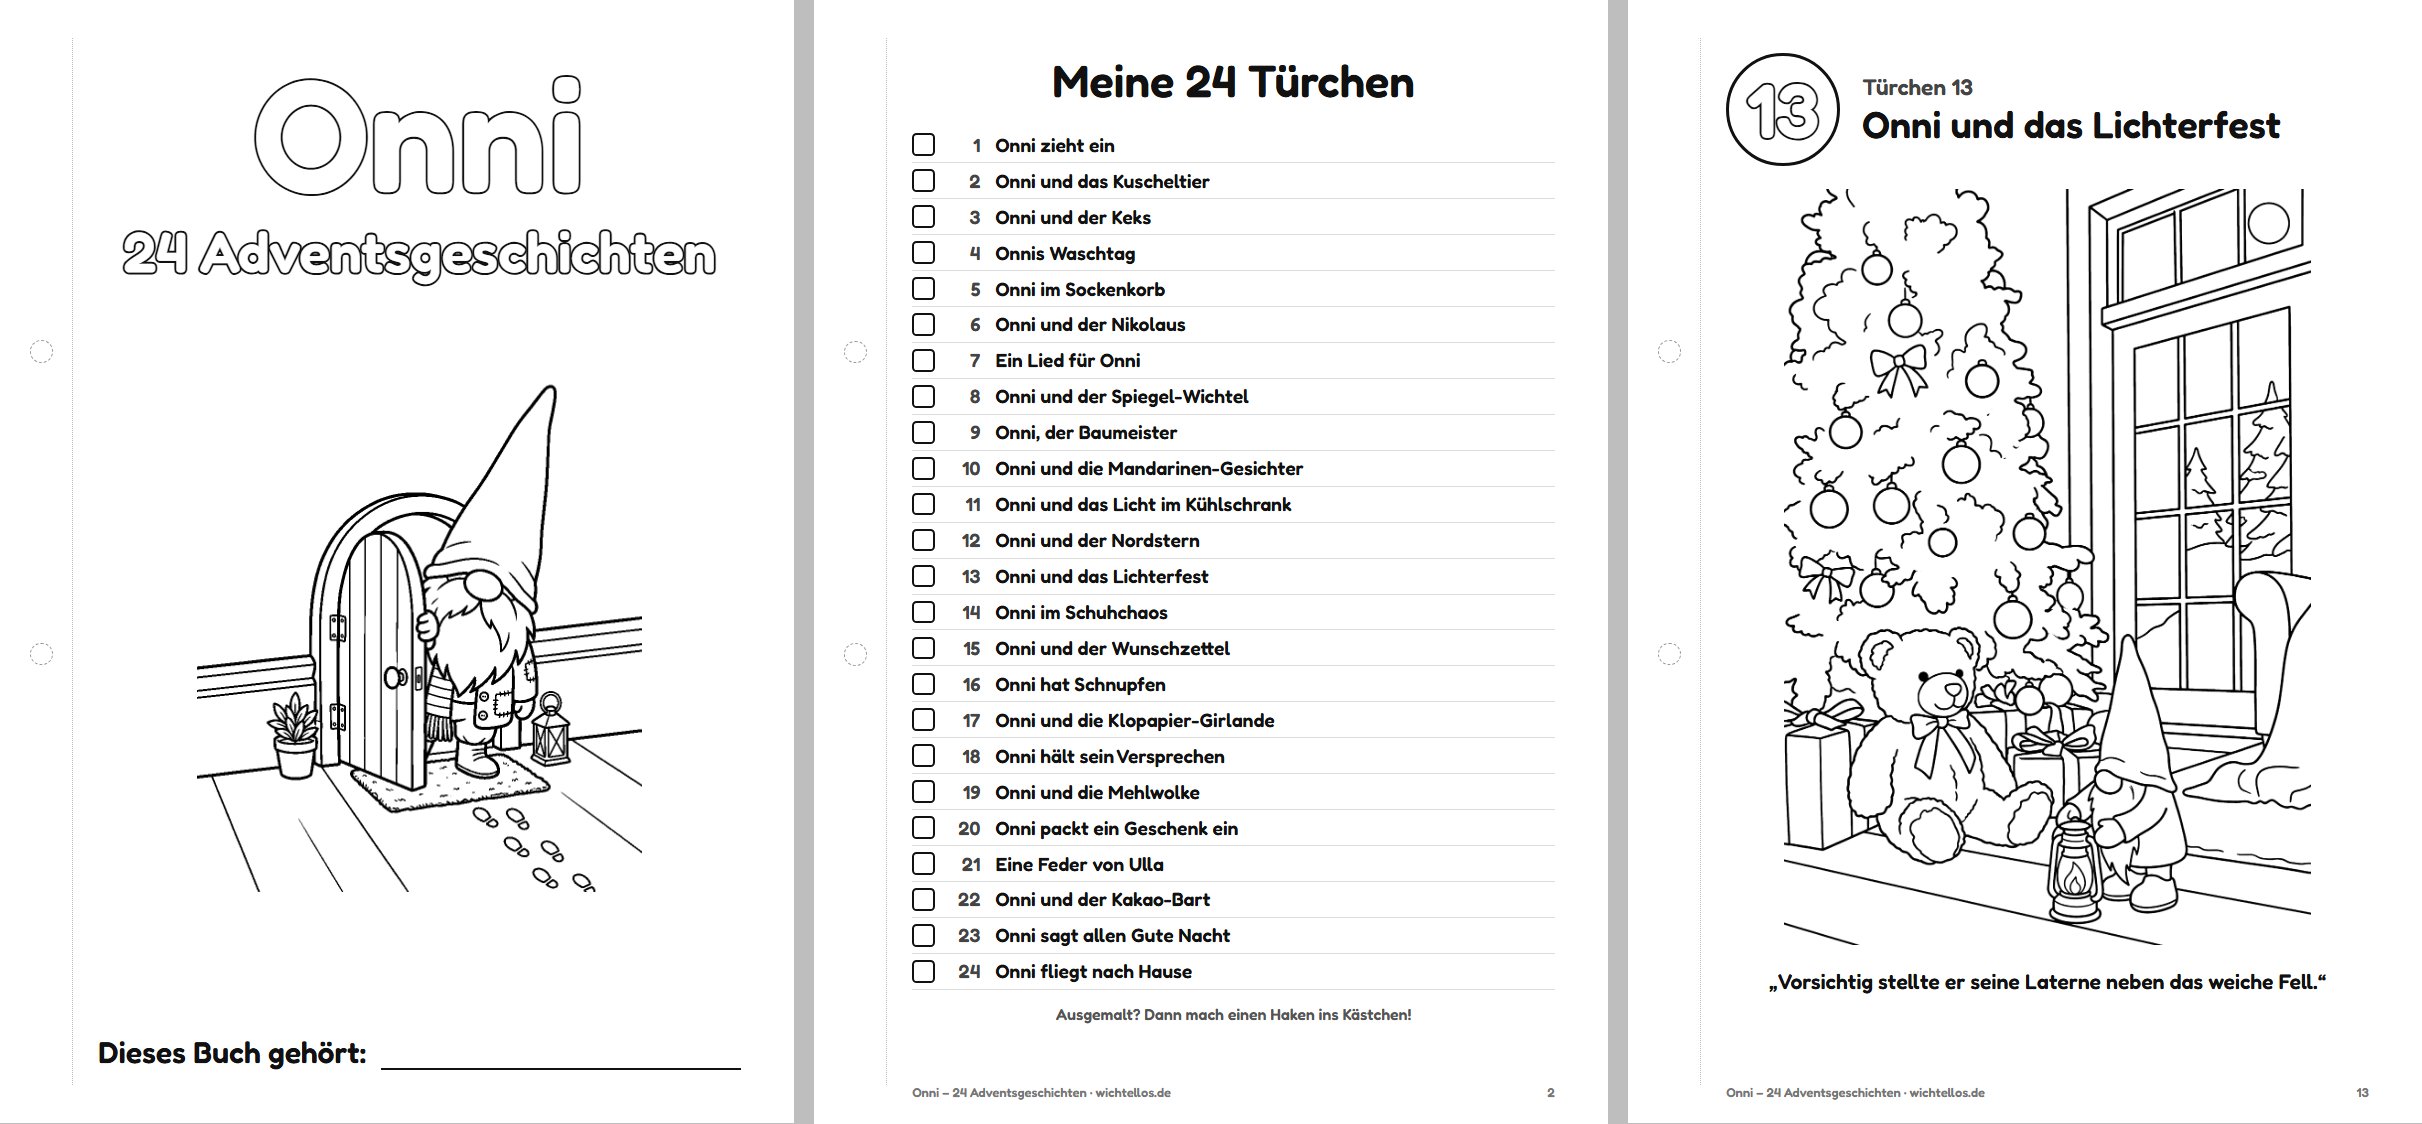 Onni
24 Adventsgeschichten
Dieses Buch gehört:
Meine 24 Türchen
1 Onni zieht ein
2 Onni und das Kuscheltier
3 Onni und der Keks
4 Onnis Waschtag
5 Onni im Sockenkorb
6 Onni und der Nikolaus
7 Ein Lied für Onni
8 Onni und der Spiegel-Wichtel
9 Onni, der Baumeister
10 Onni und die Mandarinen-Gesichter
11 Onni und das Licht im Kühlschrank
12 Onni und der Nordstern
13 Onni und das Lichterfest
14 Onni im Schuhchaos
15 Onni und der Wunschzettel
16 Onni hat Schnupfen
17 Onni und die Klopapier-Girlande
18 Onni hält sein Versprechen
19 Onni und die Mehlwolke
20 Onni packt ein Geschenk ein
21 Eine Feder von Ulla
22 Onni und der Kakao-Bart
23 Onni sagt allen Gute Nacht
24 Onni fliegt nach Hause
Ausgemalt? Dann mach einen Haken ins Kästchen!
Onni – 24 Adventsgeschichten · wichtellos.de 2
13
Türchen 13
Onni und das Lichterfest
„Vorsichtig stellte er seine Laterne neben das weiche Fell.“
Onni – 24 Adventsgeschichten · wichtellos.de 13